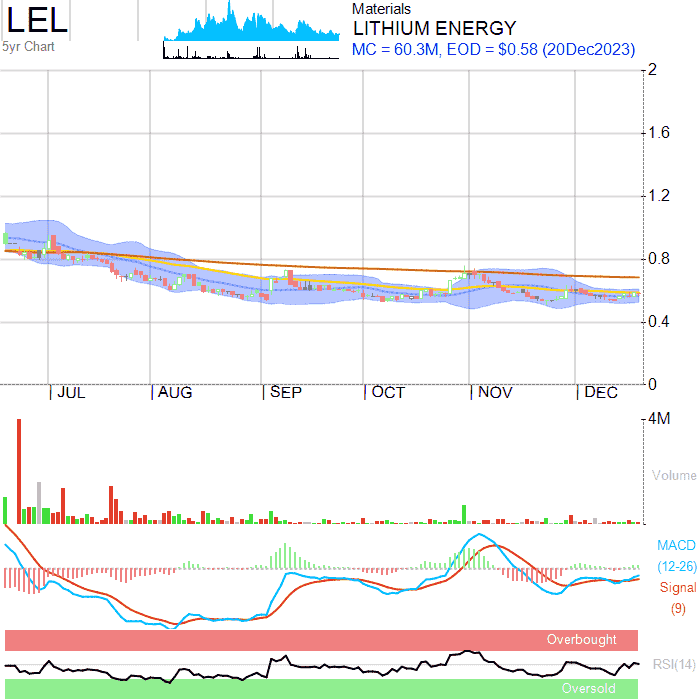 LEL
5yr Chart
Materials
LITHIUM ENERGY
MC = 60.3M, EOD = $0.58 (20Dec2023)
2
1.6
1.2
0.8
0.4
0
JUL AUG SEP OCT NOV DEC
4M
Volume
MACD
(12-26)
Signal
(9)
Overbought
RSI(14)
Oversold